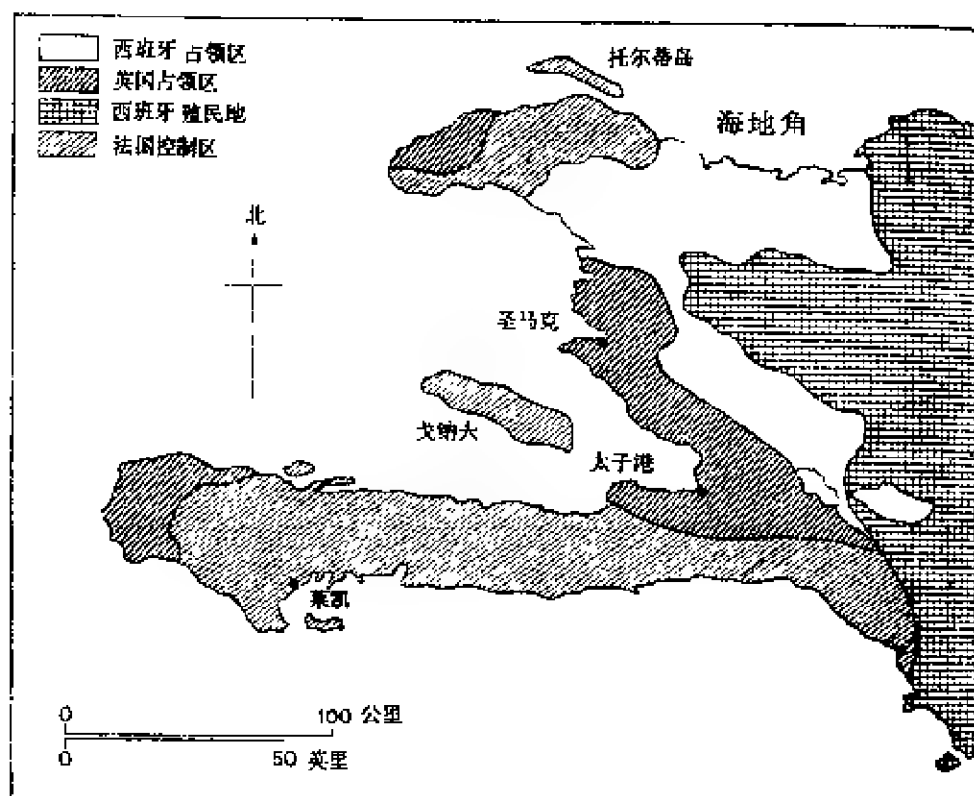 西班牙 占领区
英国占领区
西班牙 殖民地
法国控制区
托尔蒂岛
海地角
北
圣马克
戈纳夫
太子港
莱凯
0 100 公里
0 50 英里